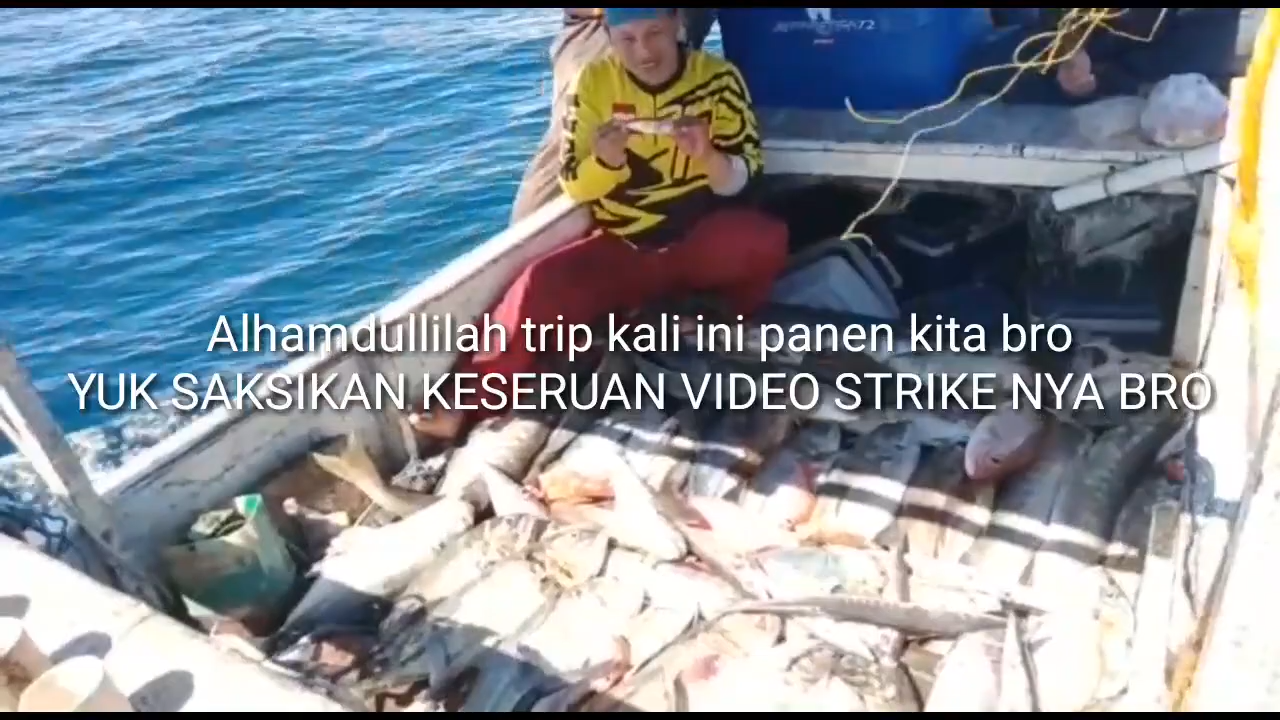 Alhamdullilah trip kali ini panen kita bro
YUK SAKSIKAN KESERUAN VIDEO STRIKE NYA BRO